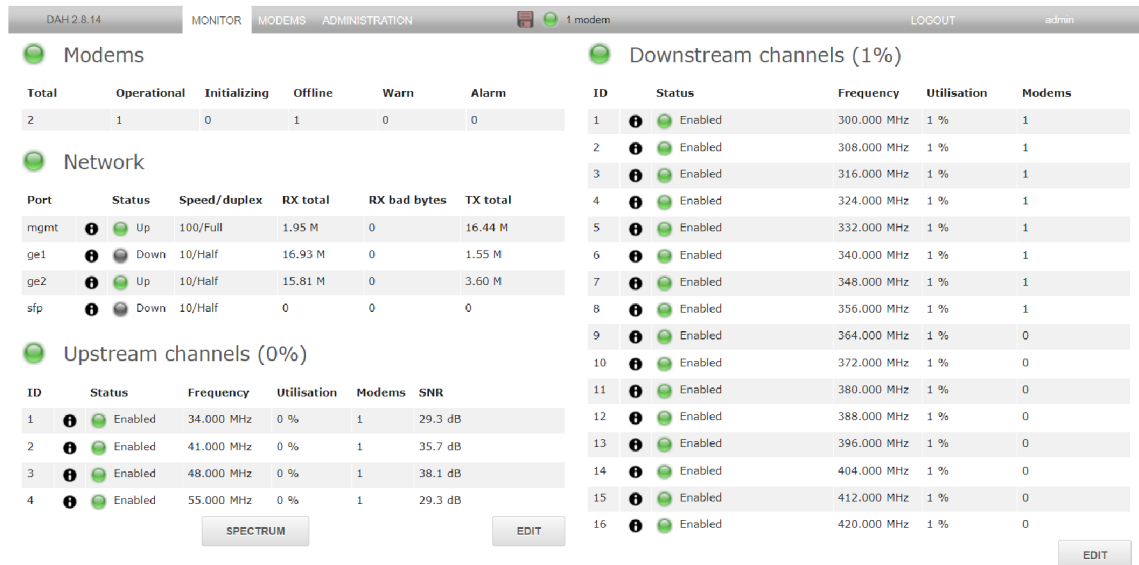 DAH 2.8.14 MONITOR MODEMS ADMINISTRATION 1 modem LOGOUT admin
Modems
Total Operational Initializing Offline Warn Alarm
2 1 0 1 0 0
Network
Port Status Speed/duplex RX total RX bad bytes TX total
mgmt Up 100/Full 1.95 M 0 16.44 M
ge1 Down 10/Half 16.93 M 0 1.55 M
ge2 Up 10/Half 15.81 M 0 3.60 M
sfp Down 10/Half 0 0 0
Upstream channels (0%)
ID Status Frequency Utilisation Modems SNR
1 Enabled 34.000 MHz 0 % 1 29.3 dB
2 Enabled 41.000 MHz 0 % 1 35.7 dB
3 Enabled 48.000 MHz 0 % 1 38.1 dB
4 Enabled 55.000 MHz 0 % 1 29.3 dB
SPECTRUM EDIT
Downstream channels (1%)
ID Status Frequency Utilisation Modems
1 Enabled 300.000 MHz 1 % 1
2 Enabled 308.000 MHz 1 % 1
3 Enabled 316.000 MHz 1 % 1
4 Enabled 324.000 MHz 1 % 1
5 Enabled 332.000 MHz 1 % 1
6 Enabled 340.000 MHz 1 % 1
7 Enabled 348.000 MHz 1 % 1
8 Enabled 356.000 MHz 1 % 1
9 Enabled 364.000 MHz 1 % 0
10 Enabled 372.000 MHz 1 % 0
11 Enabled 380.000 MHz 1 % 0
12 Enabled 388.000 MHz 1 % 0
13 Enabled 396.000 MHz 1 % 0
14 Enabled 404.000 MHz 1 % 0
15 Enabled 412.000 MHz 1 % 0
16 Enabled 420.000 MHz 1 % 0
EDIT